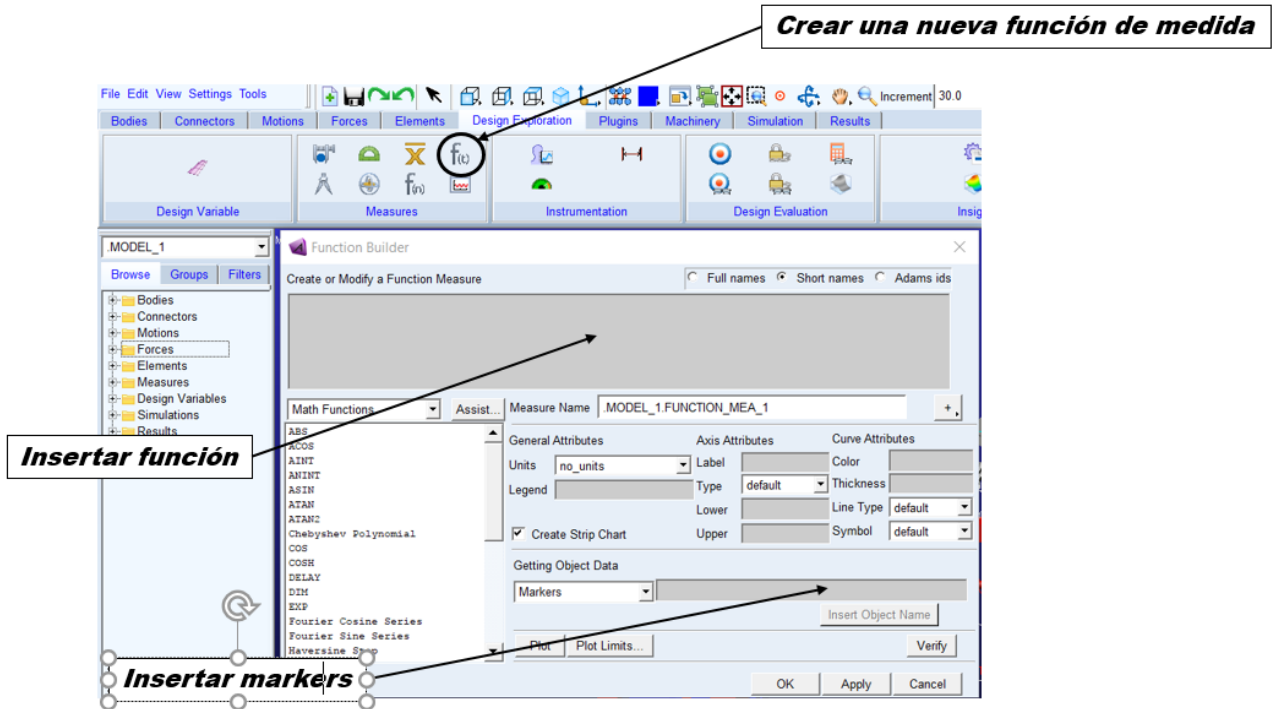 Crear una nueva función de medida
File Edit View Settings Tools
Increment 30.0
Bodies Connectors Motions Forces Elements Design Exploration Plugins Machinery Simulation Results
f(t)
f(n)
Design Variable Measures Instrumentation Design Evaluation Insig
.MODEL_1
Browse Groups Filters
Bodies
Connectors
Motions
Forces
Elements
Measures
Design Variables
Simulations
Results
Insertar función
Function Builder
Create or Modify a Function Measure
Full names Short names Adams ids
Math Functions Assist... Measure Name .MODEL_1.FUNCTION_MEA_1 +
ABS
ACOS
AINT
ANINT
ASIN
ATAN
ATAN2
Chebyshev Polynomial
COS
COSH
DELAY
DIM
EXP
Fourier Cosine Series
Fourier Sine Series
Haversine Step
General Attributes
Units no_units
Legend
Create Strip Chart
Axis Attributes
Label
Type default
Lower
Upper
Curve Attributes
Color
Thickness
Line Type default
Symbol default
Getting Object Data
Markers
Insert Object Name
Plot Plot Limits... Verify
OK Apply Cancel
Insertar markers